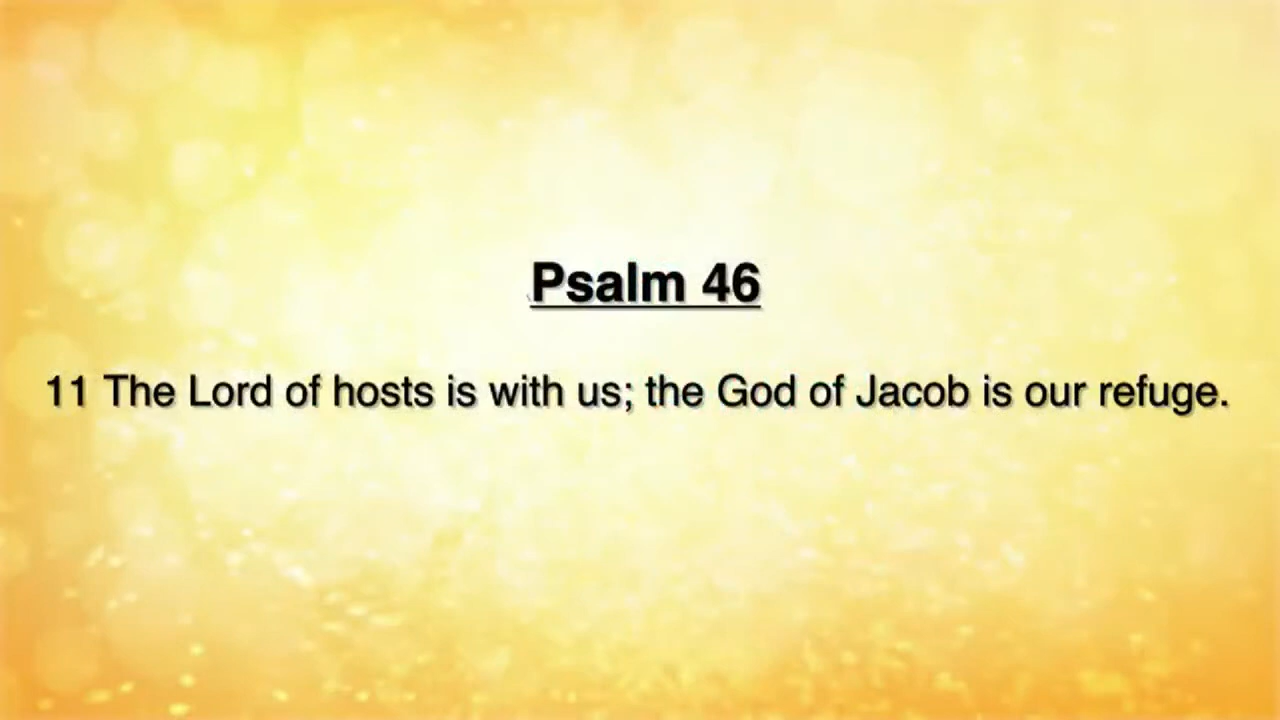 Psalm 46
11 The Lord of hosts is with us; the God of Jacob is our refuge.